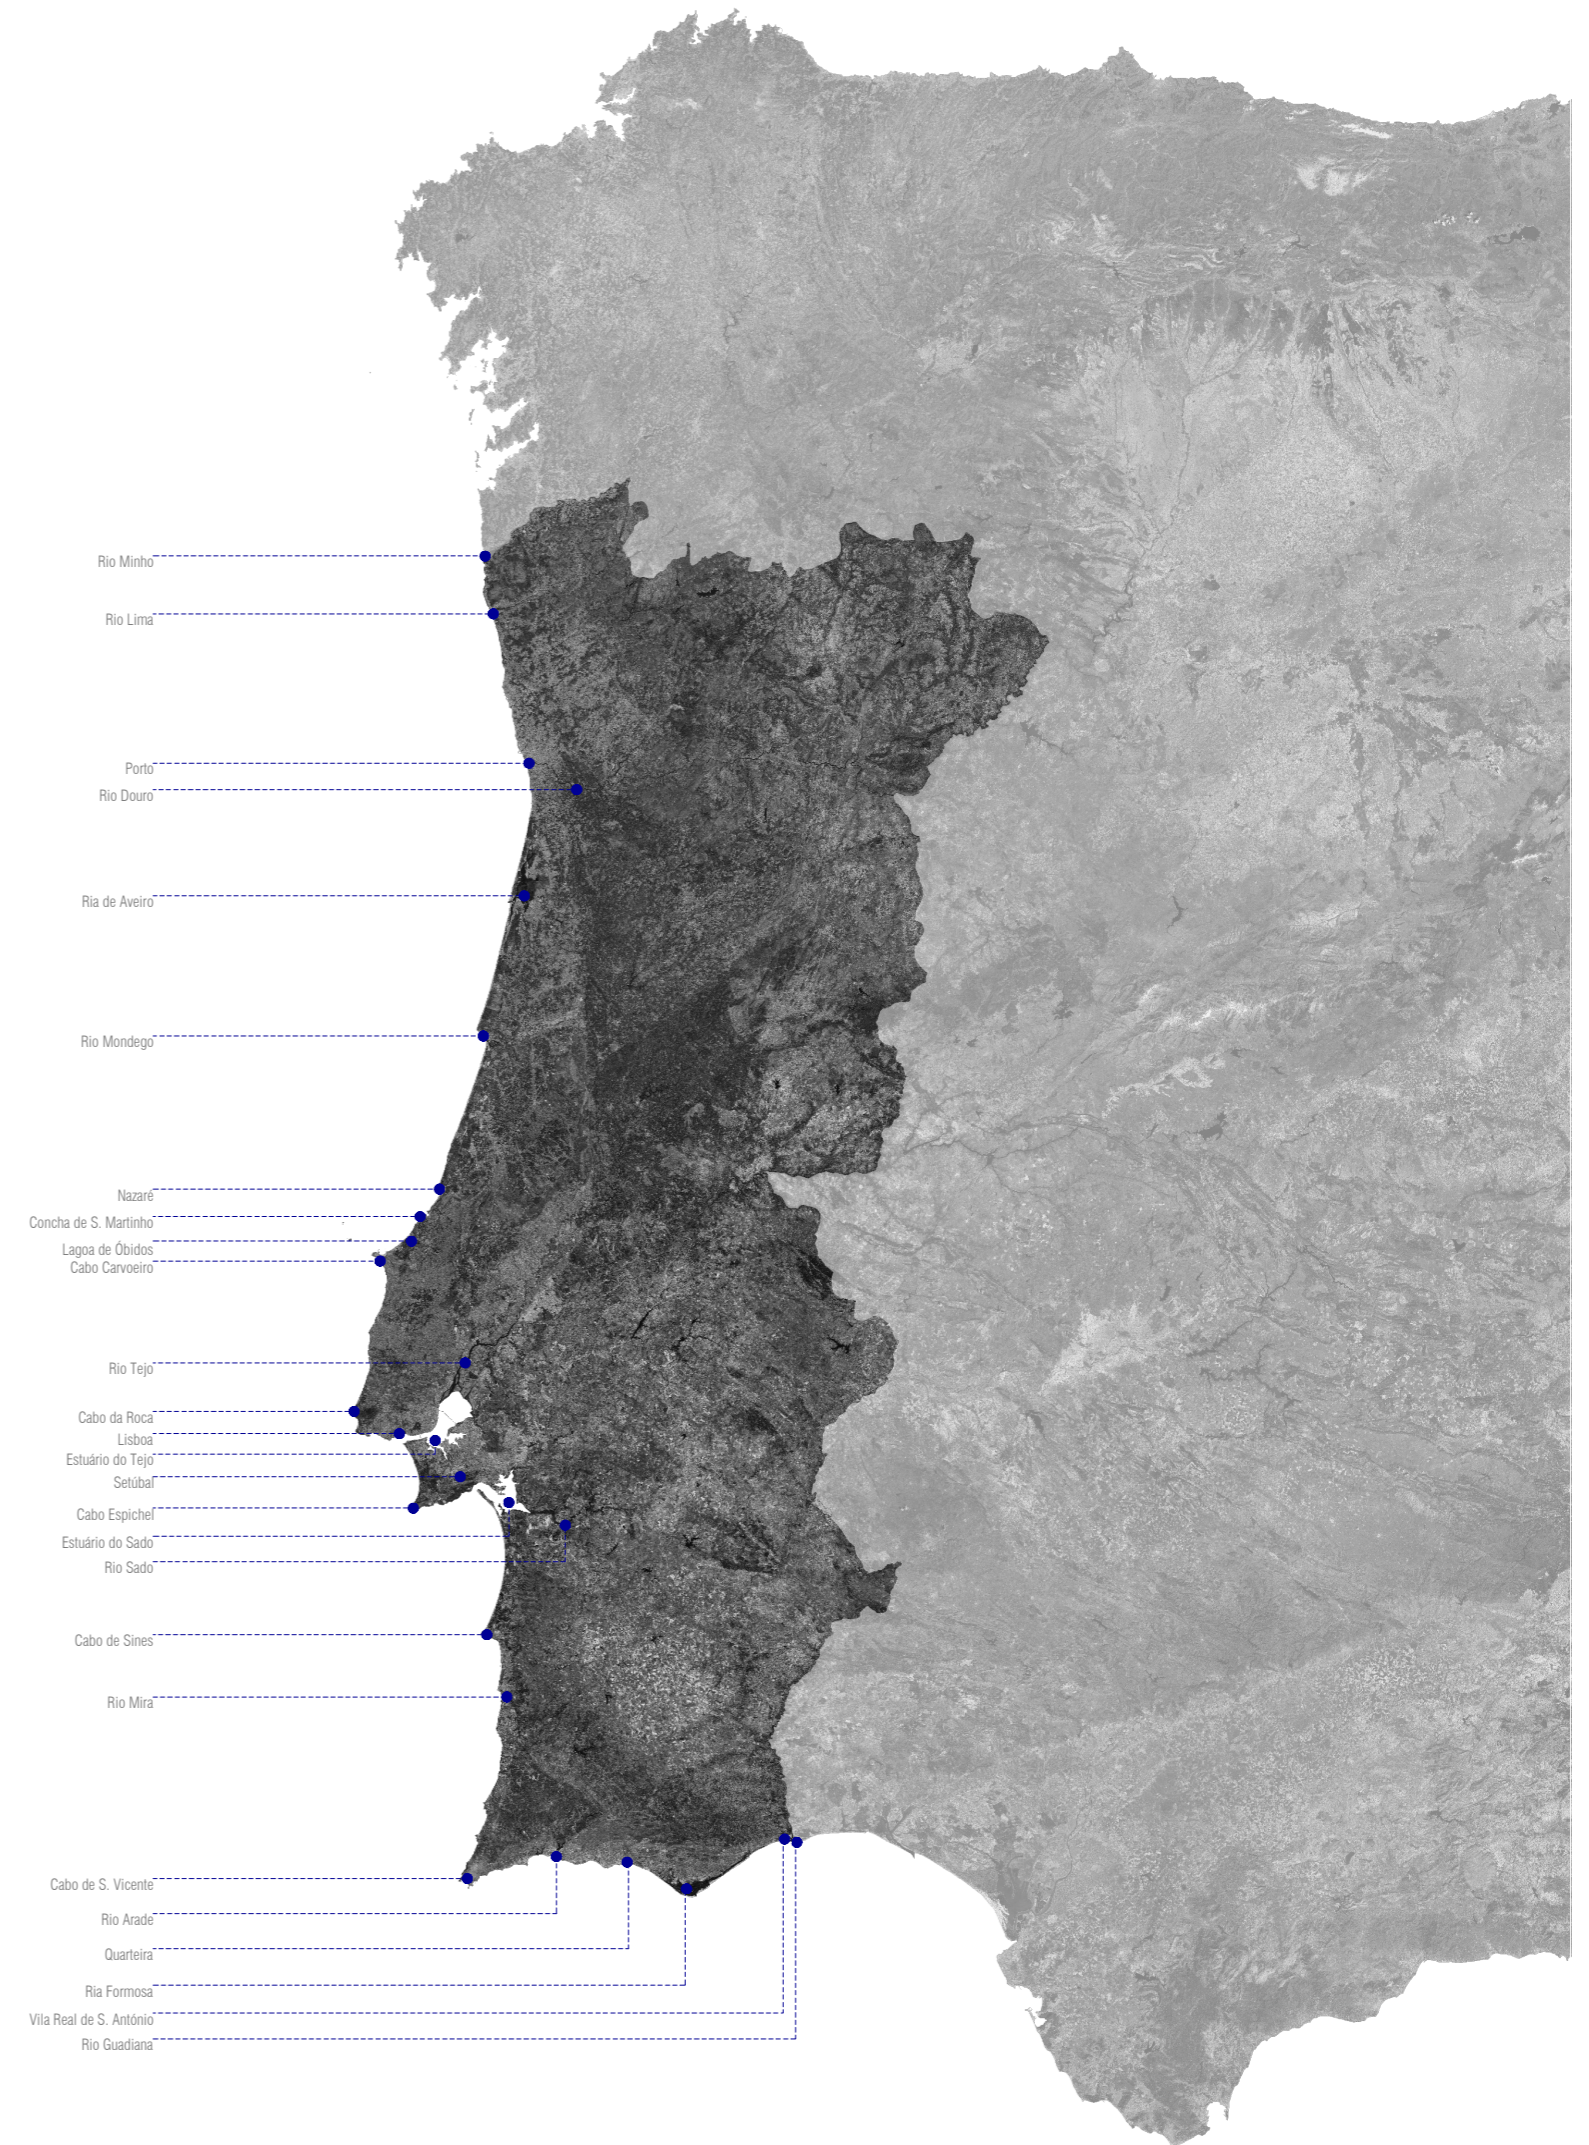 Rio Minho
Rio Lima
Porto
Rio Douro
Ria de Aveiro
Rio Mondego
Nazaré
Concha de S. Martinho
Lagoa de Óbidos
Cabo Carvoeiro
Rio Tejo
Cabo da Roca
Lisboa
Estuário do Tejo
Setúbal
Cabo Espichel
Estuário do Sado
Rio Sado
Cabo de Sines
Rio Mira
Cabo de S. Vicente
Rio Arade
Quarteira
Ria Formosa
Vila Real de S. António
Rio Guadiana